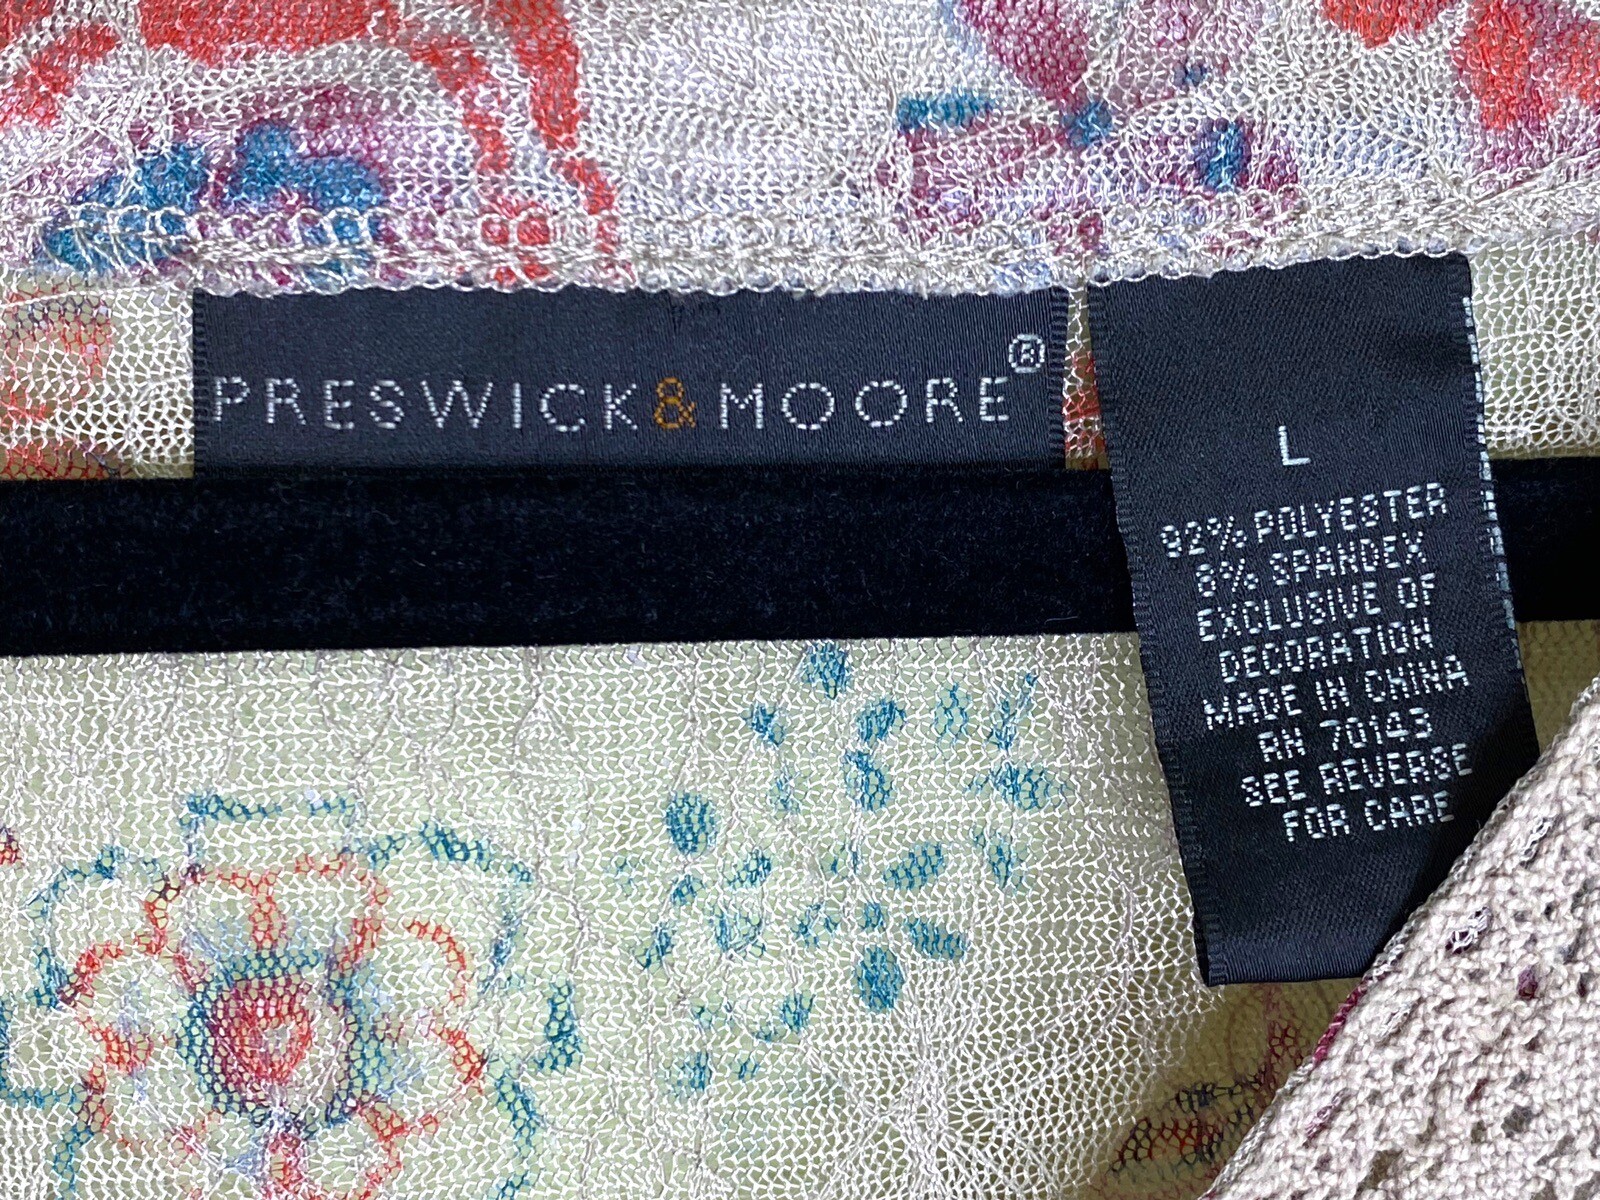 PRESWICK & MOORE®
L
92% POLYESTER
8% SPANDEX
EXCLUSIVE OF
DECORATION
MADE IN CHINA
RN 70143
SEE REVERSE
FOR CARE